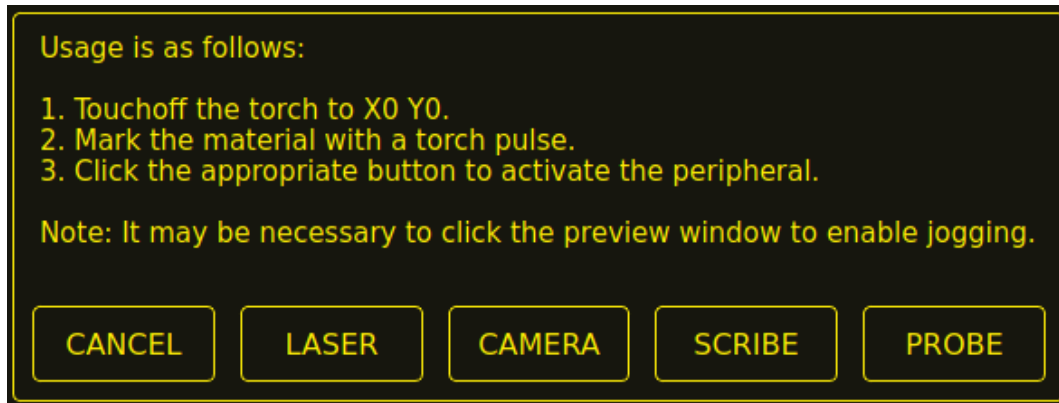 Usage is as follows:
1. Touchoff the torch to X0 Y0.
2. Mark the material with a torch pulse.
3. Click the appropriate button to activate the peripheral.
Note: It may be necessary to click the preview window to enable jogging.
CANCEL LASER CAMERA SCRIBE PROBE